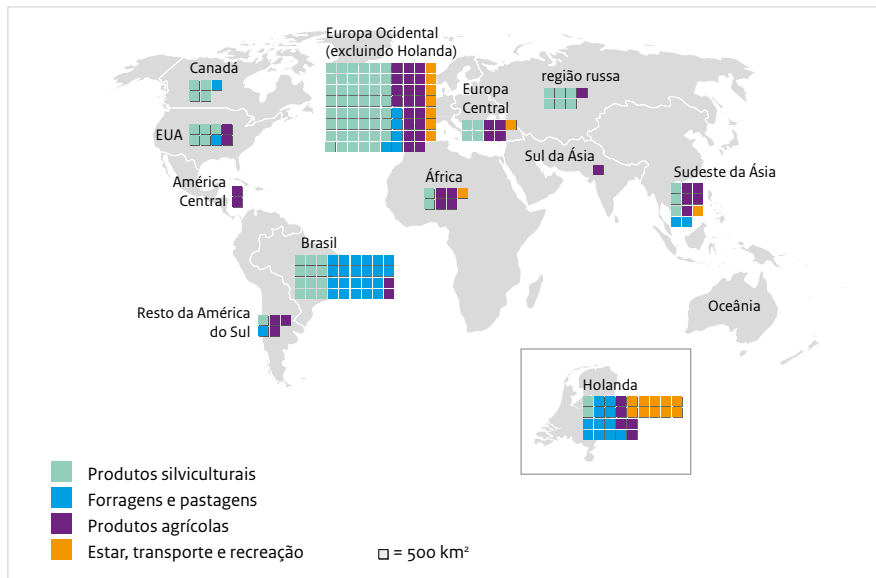 Europa Ocidental
(excluindo Holanda)
Canadá
região russa
Europa
Central
EUA
Sul da Ásia
Sudeste da Ásia
América
Central
África
Brasil
Oceânia
Resto da América
do Sul
Holanda
Produtos silviculturais
Forragens e pastagens
Produtos agrícolas
Estar, transporte e recreação
= 500 km²